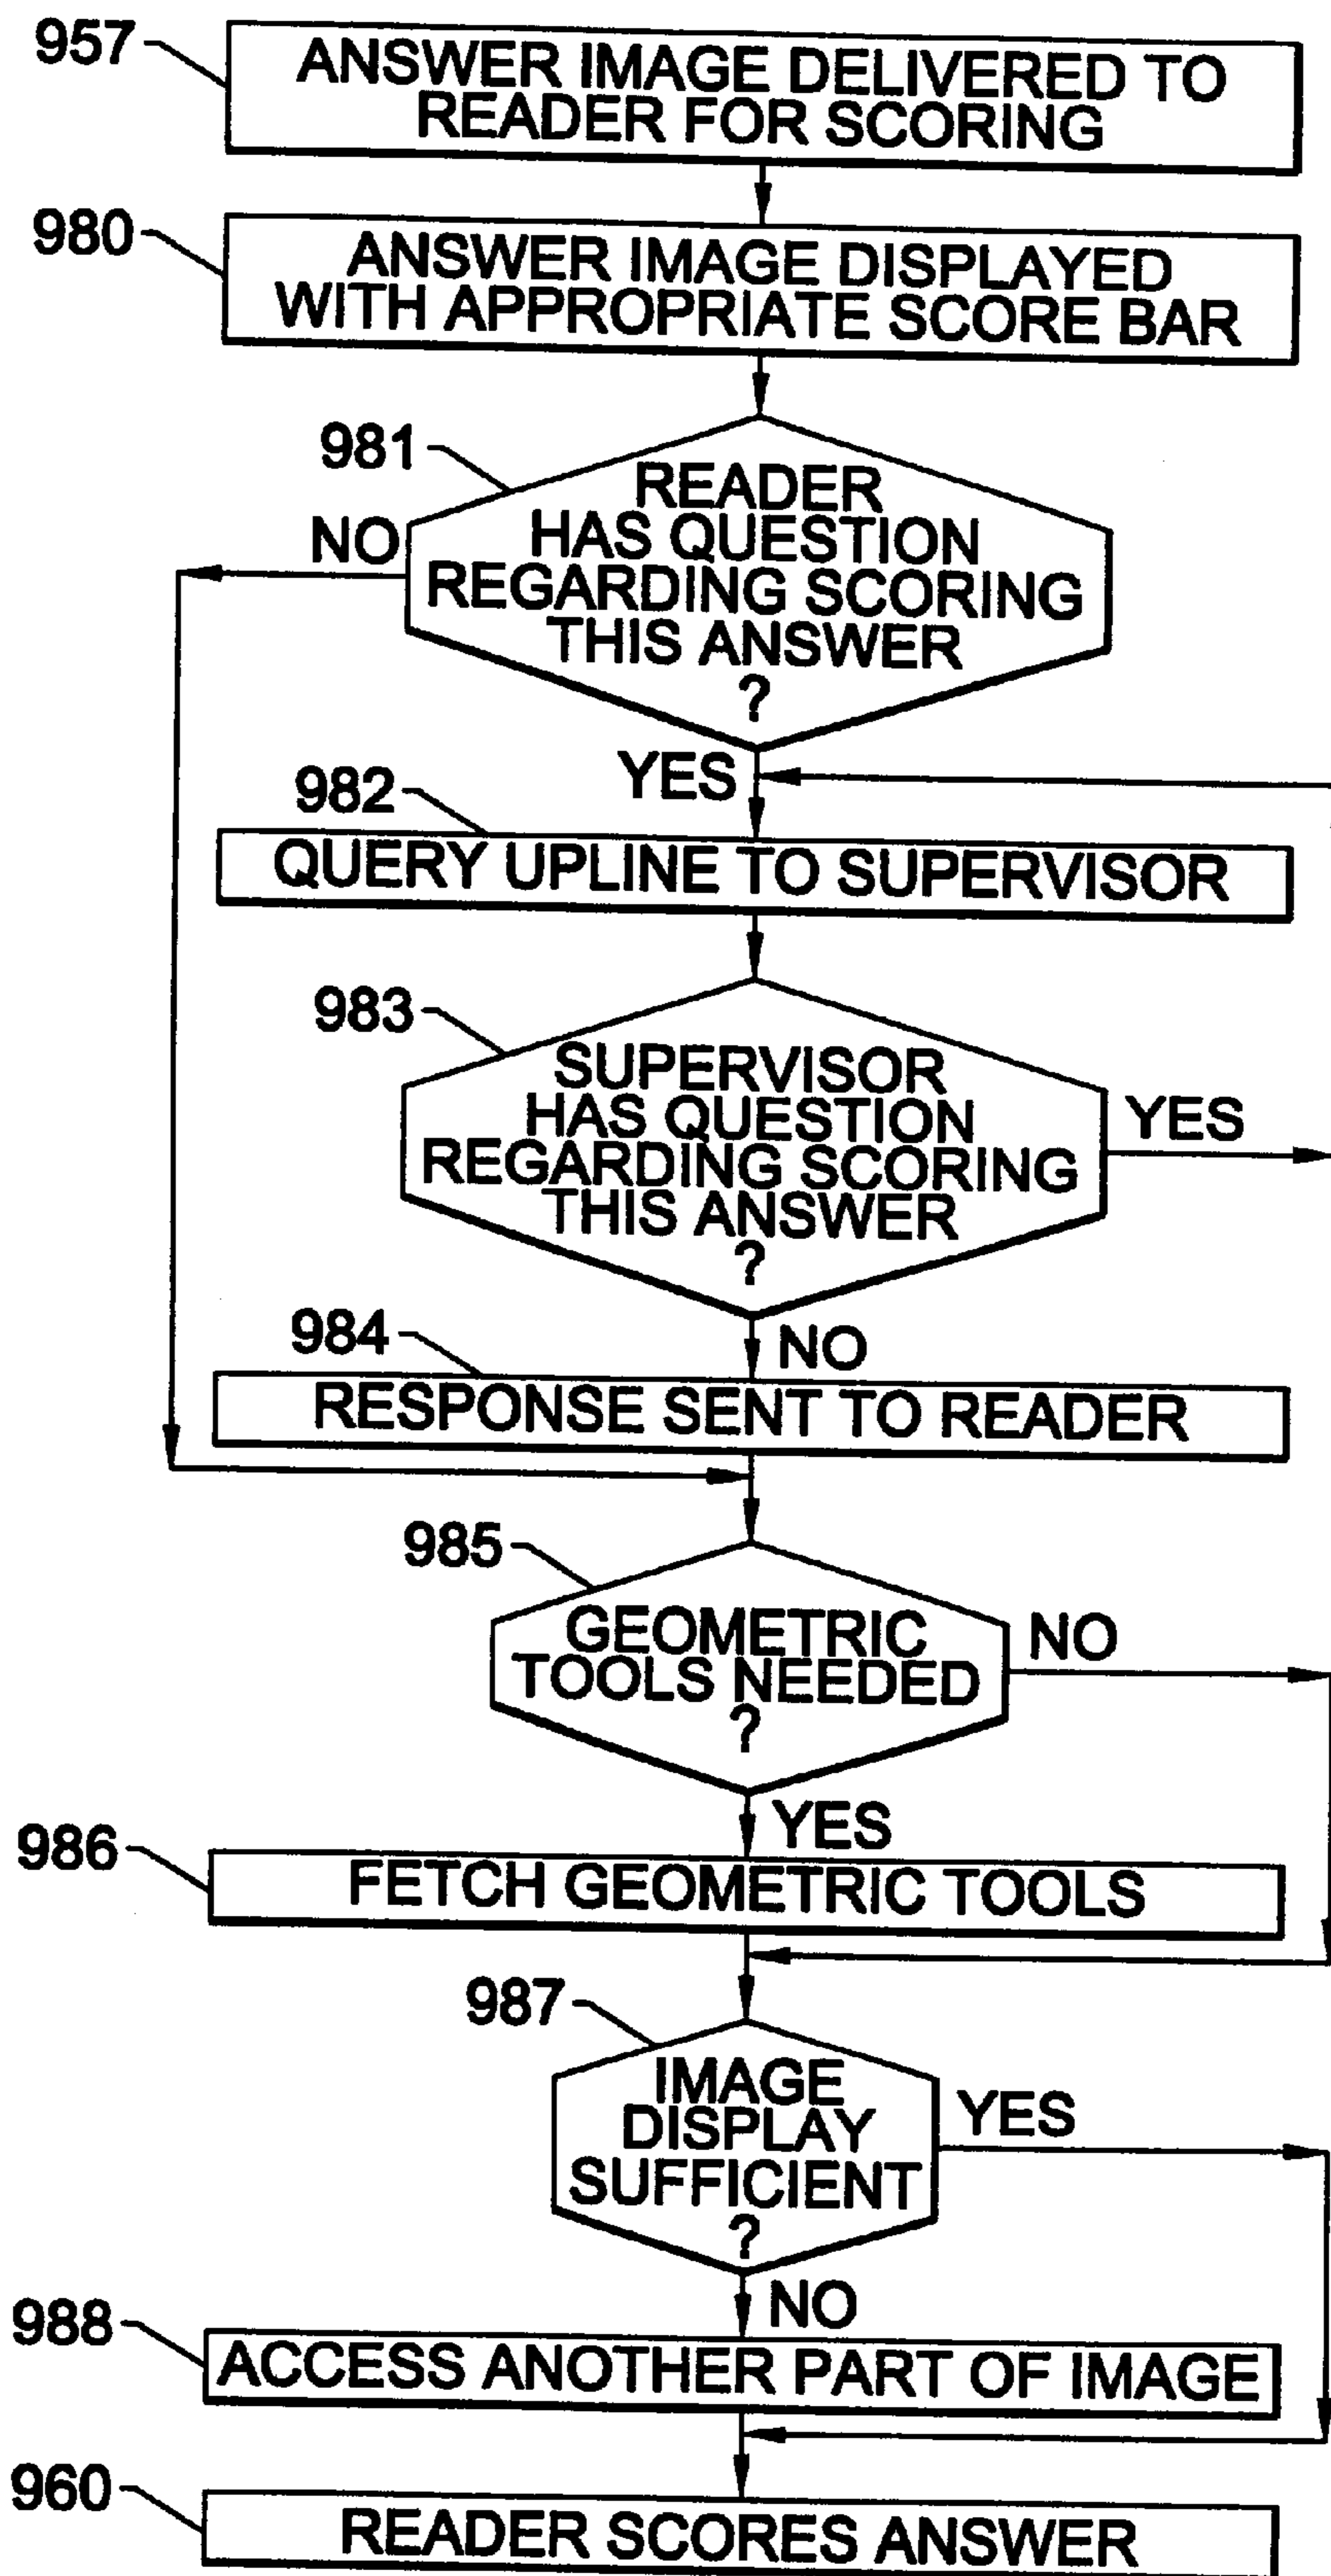 957
ANSWER IMAGE DELIVERED TO
READER FOR SCORING
980
ANSWER IMAGE DISPLAYED
WITH APPROPRIATE SCORE BAR
981
READER
HAS QUESTION
REGARDING SCORING
THIS ANSWER
?
NO
YES
982
QUERY UPLINE TO SUPERVISOR
983
SUPERVISOR
HAS QUESTION
REGARDING SCORING
THIS ANSWER
?
YES
NO
984
RESPONSE SENT TO READER
985
GEOMETRIC
TOOLS NEEDED
?
NO
YES
986
FETCH GEOMETRIC TOOLS
987
IMAGE
DISPLAY
SUFFICIENT
?
YES
NO
988
ACCESS ANOTHER PART OF IMAGE
960
READER SCORES ANSWER